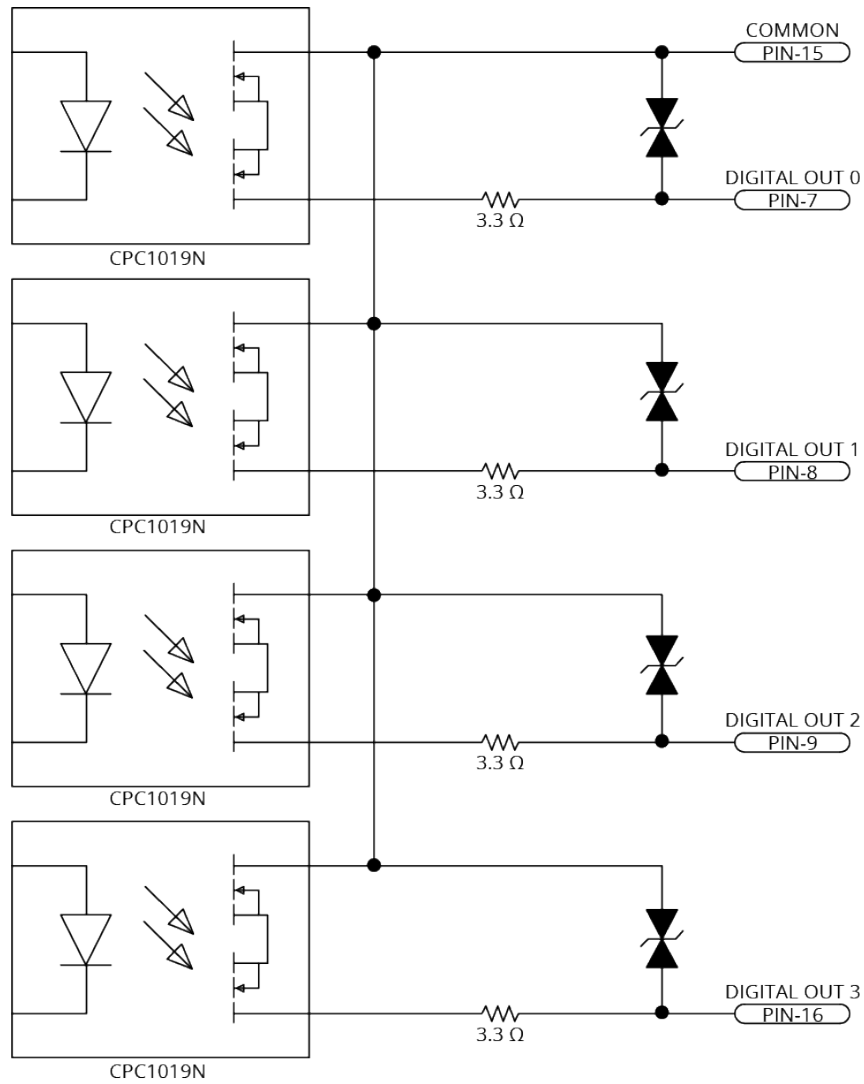 COMMON
PIN-15
DIGITAL OUT 0
PIN-7
3.3 Ω
CPC1019N
DIGITAL OUT 1
PIN-8
3.3 Ω
CPC1019N
DIGITAL OUT 2
PIN-9
3.3 Ω
CPC1019N
DIGITAL OUT 3
PIN-16
3.3 Ω
CPC1019N